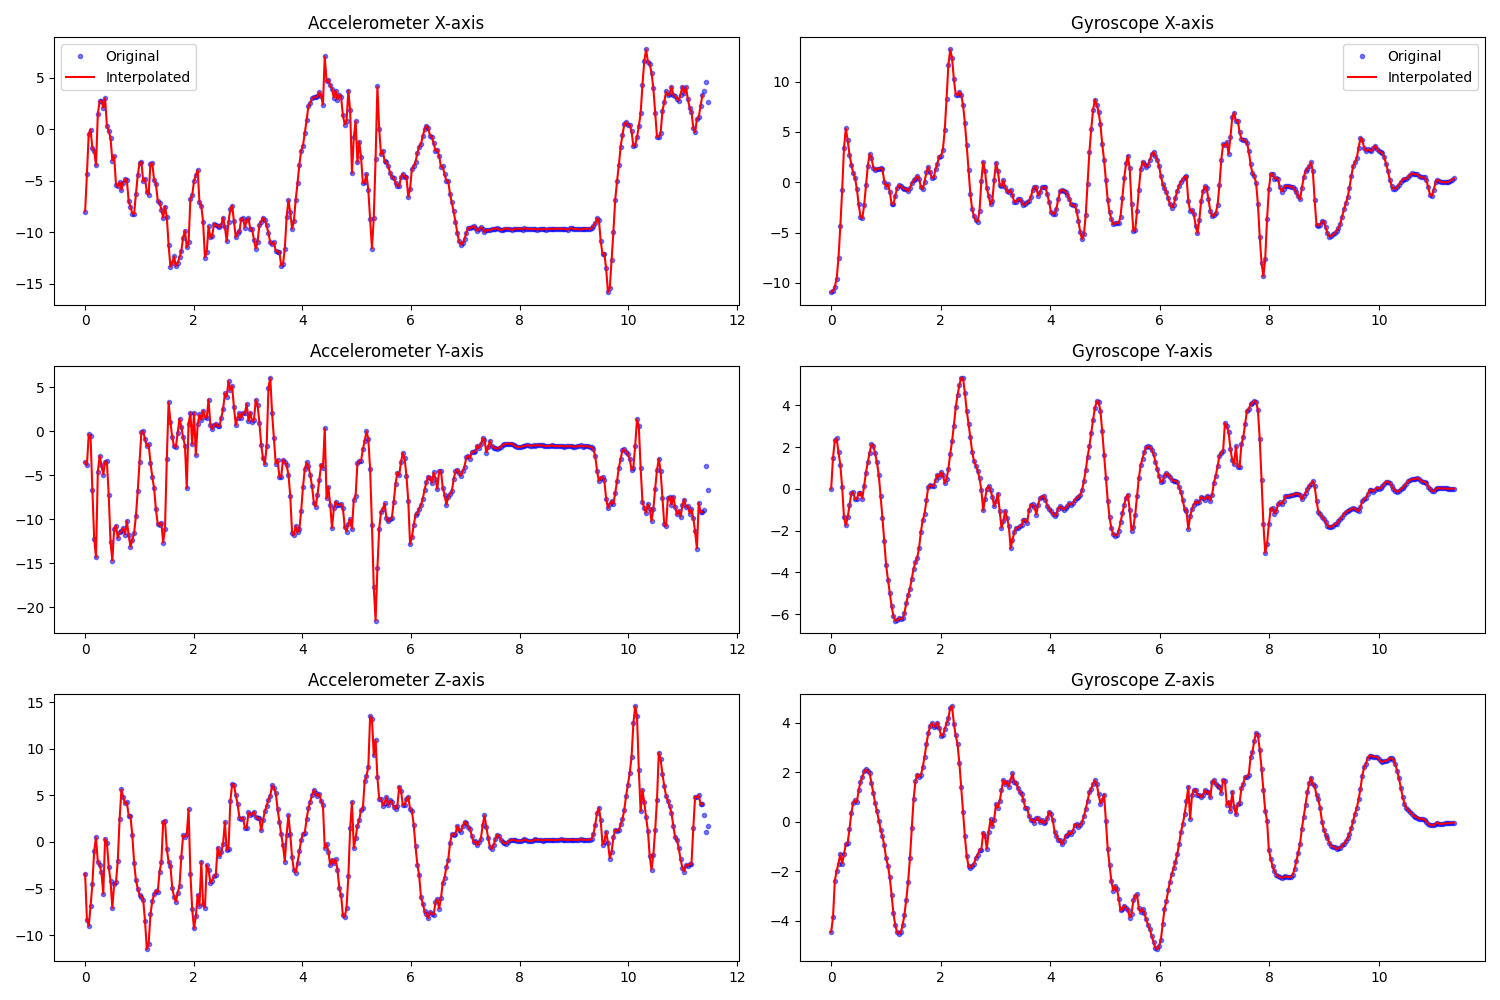 Accelerometer X-axis
Original
Interpolated
5
0
−5
−10
−15
0 2 4 6 8 10 12
Gyroscope X-axis
Original
Interpolated
10
5
0
−5
−10
0 2 4 6 8 10
Accelerometer Y-axis
5
0
−5
−10
−15
−20
0 2 4 6 8 10 12
Gyroscope Y-axis
4
2
0
−2
−4
−6
0 2 4 6 8 10
Accelerometer Z-axis
15
10
5
0
−5
−10
0 2 4 6 8 10 12
Gyroscope Z-axis
4
2
0
−2
−4
0 2 4 6 8 10